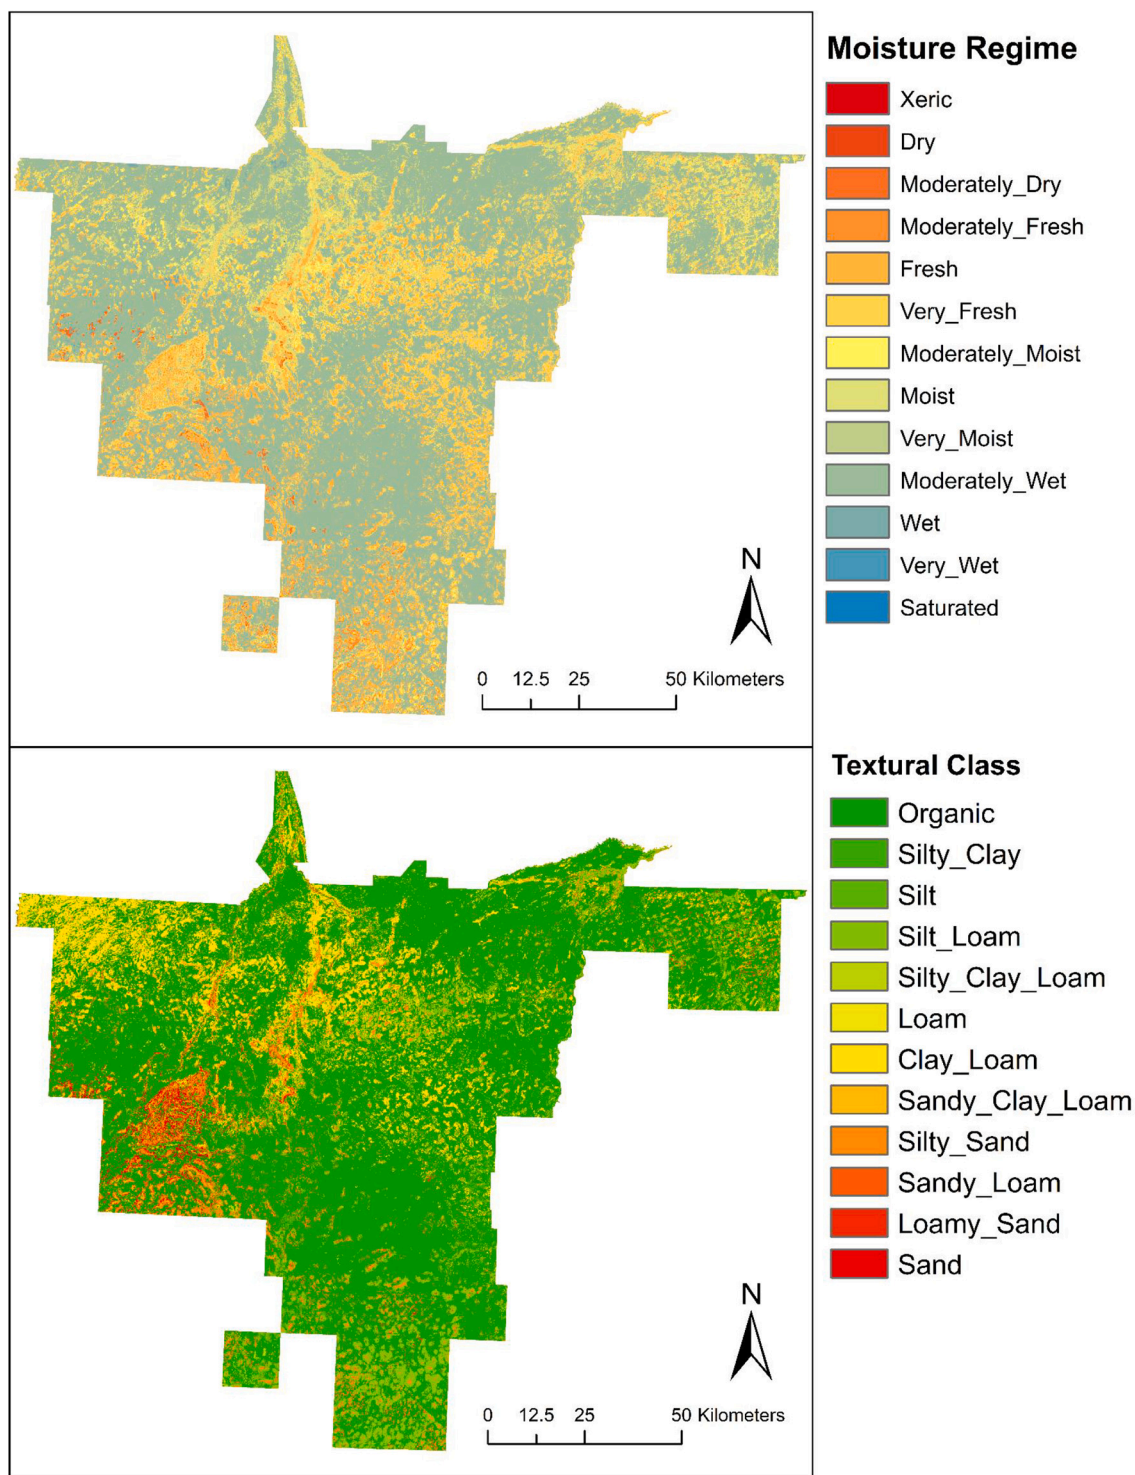 Moisture Regime
Xeric
Dry
Moderately_Dry
Moderately_Fresh
Fresh
Very_Fresh
Moderately_Moist
Moist
Very_Moist
Moderately_Wet
Wet
Very_Wet
Saturated
N
0 12.5 25 50 Kilometers
Textural Class
Organic
Silty_Clay
Silt
Silt_Loam
Silty_Clay_Loam
Loam
Clay_Loam
Sandy_Clay_Loam
Silty_Sand
Sandy_Loam
Loamy_Sand
Sand
N
0 12.5 25 50 Kilometers